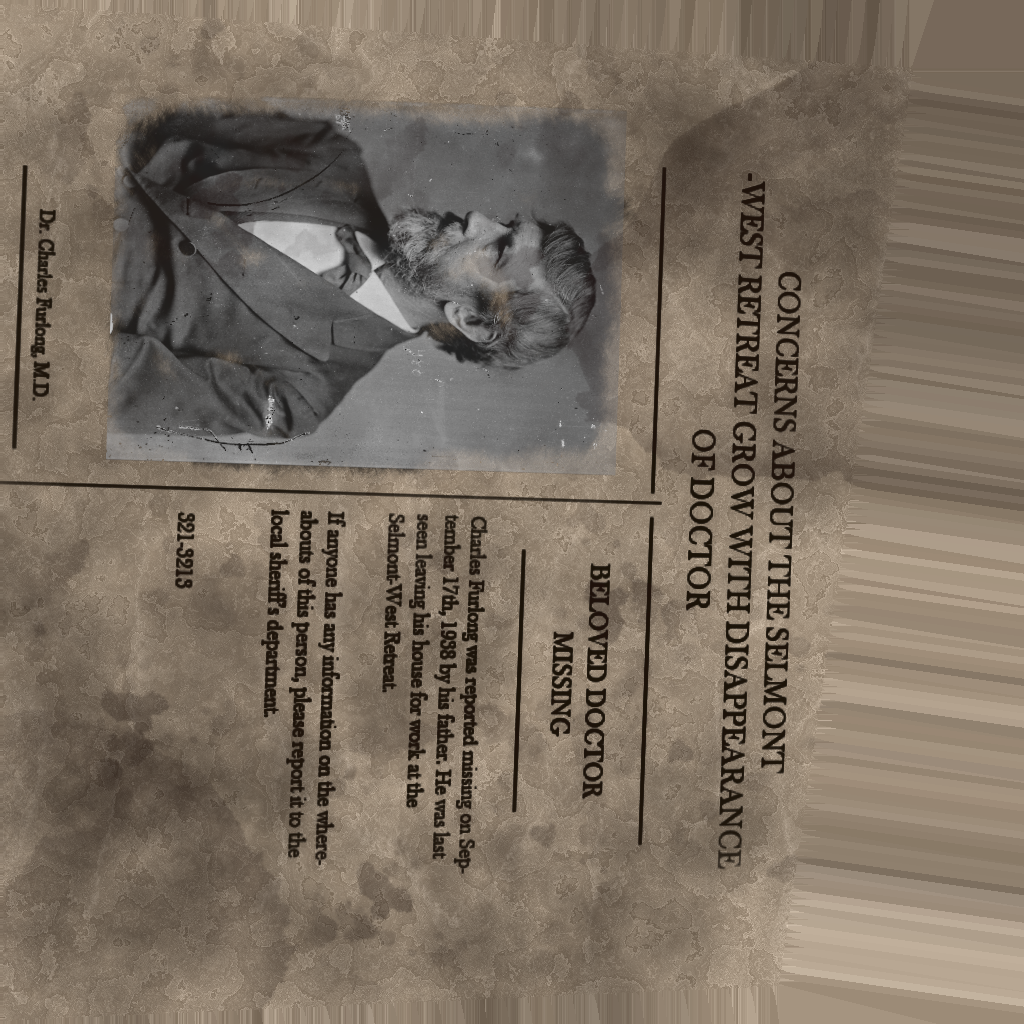 CONCERNS ABOUT THE SELMONT
-WEST RETREAT GROW WITH DISAPPEARANCE
OF DOCTOR
Dr. Charles Furlong, M.D.
BELOVED DOCTOR
MISSING
Charles Furlong was reported missing on Sep-
tember 17th, 1938 by his father. He was last
seen leaving his house for work at the
Selmont-West Retreat.
If anyone has any information on the where-
abouts of this person, please report it to the
local sheriff's department.
321-3213